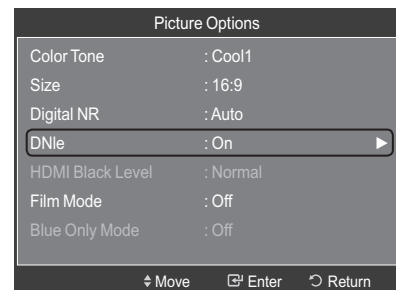 Picture Options
Color Tone : Cool1
Size : 16:9
Digital NR : Auto
DNIe : On ►
HDMI Black Level : Normal
Film Mode : Off
Blue Only Mode : Off
Move Enter Return